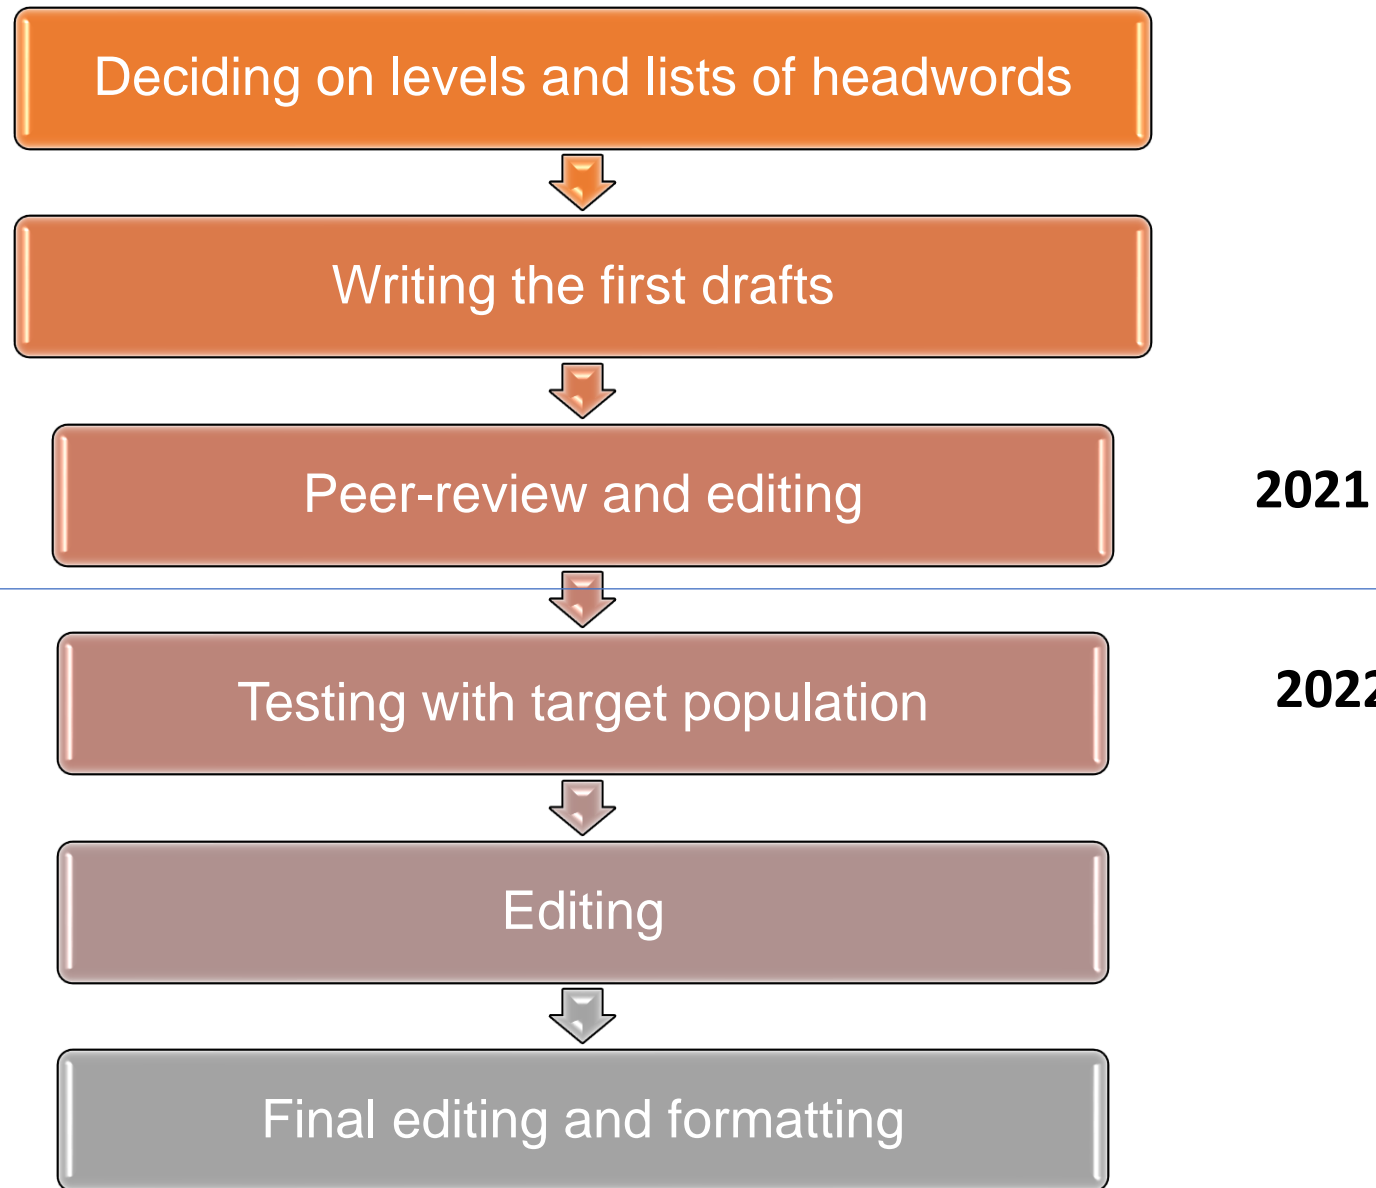 Deciding on levels and lists of headwords
Writing the first drafts
Peer-review and editing
2021
Testing with target population
2022
Editing
Final editing and formatting